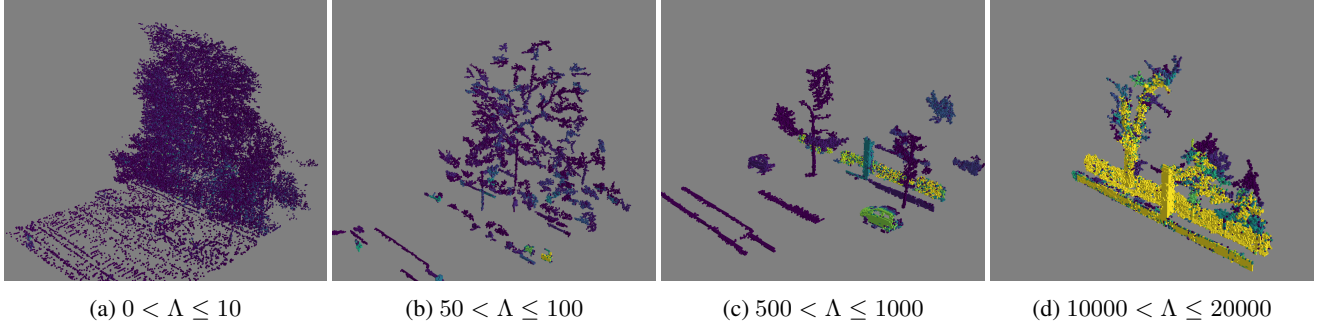 (a) 0 < Λ ≤ 10
(b) 50 < Λ ≤ 100
(c) 500 < Λ ≤ 1000
(d) 10000 < Λ ≤ 20000